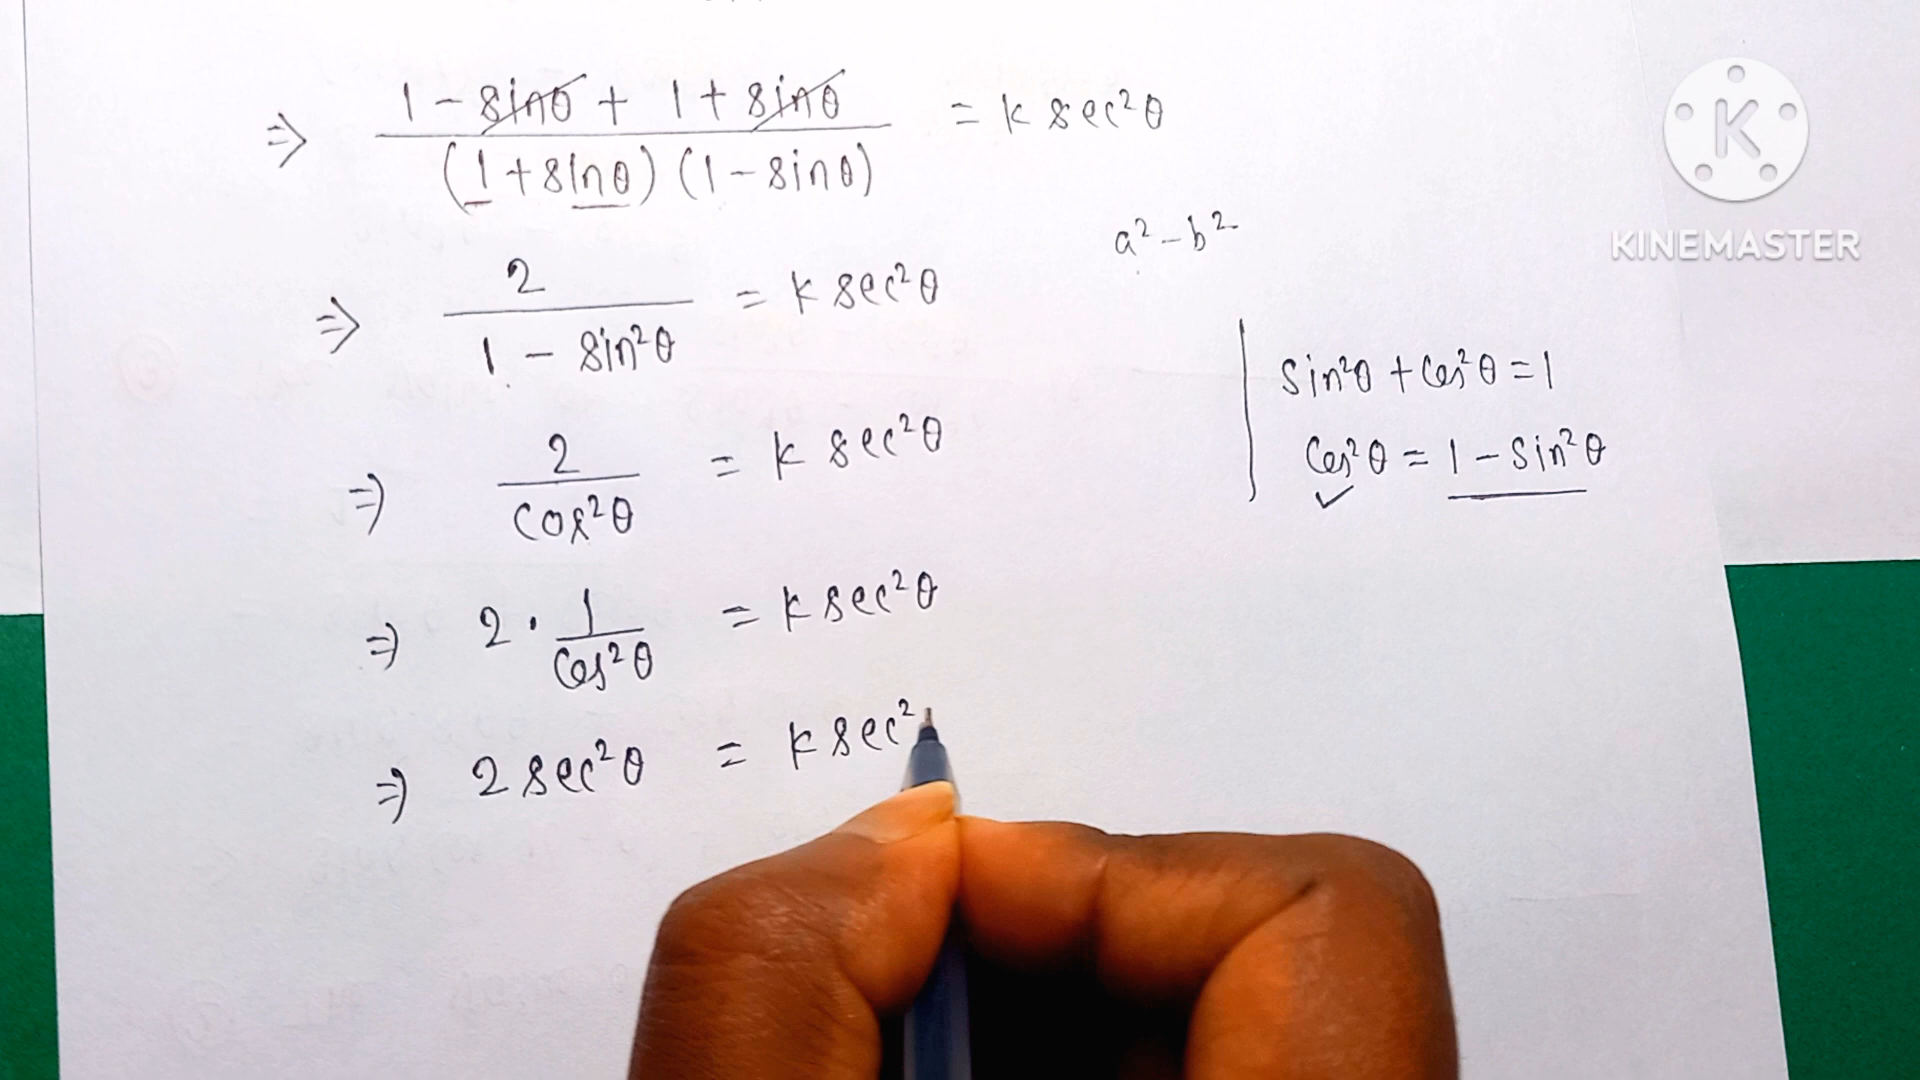 ⇒ (1 - sinθ + 1 + sinθ) / ((1 + sinθ) (1 - sinθ)) = k sec²θ
K
KINEMASTER
a² - b²
⇒ 2 / (1 - sin²θ) = k sec²θ
sin²θ + cos²θ = 1
cos²θ = 1 - sin²θ
⇒ 2 / cos²θ = k sec²θ
⇒ 2 · 1 / cos²θ = k sec²θ
⇒ 2 sec²θ = k sec²